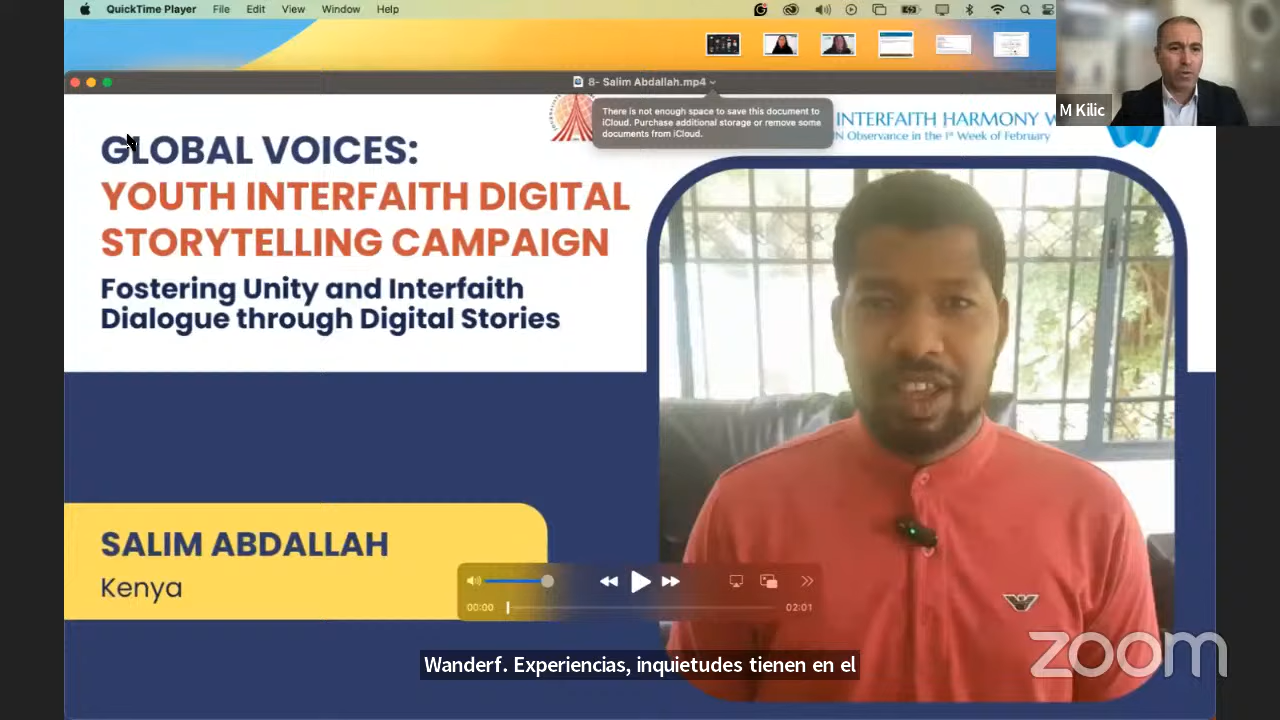 QuickTime Player File Edit View Window Help
8- Salim Abdallah.mp4
There is not enough space to save this document to
iCloud. Purchase additional storage or remove some
documents from iCloud.
INTERFAITH HARMONY W
N Observance in the 1st Week of February
M Kilic
GLOBAL VOICES:
YOUTH INTERFAITH DIGITAL
STORYTELLING CAMPAIGN
Fostering Unity and Interfaith
Dialogue through Digital Stories
SALIM ABDALLAH
Kenya
00:00 02:01
zoom
Wanderf. Experiencias, inquietudes tienen en el